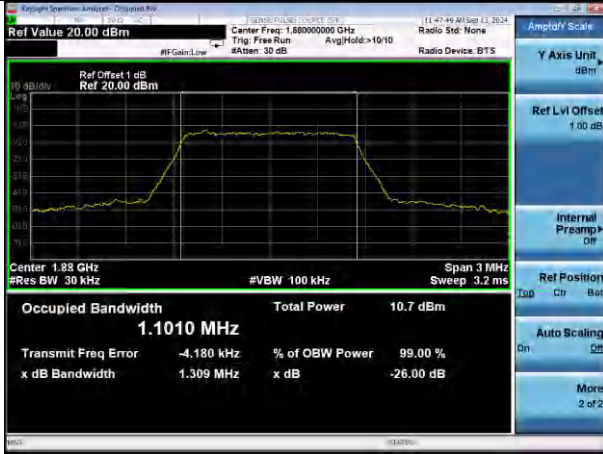 Keysight Spectrum Analyzer - Occupied BW
SENSE:PULSE SOURCE OFF 11:47:49 AM Sep 13, 2024
Ref Value 20.00 dBm Center Freq: 1.880000000 GHz Radio Std: None
Trig: Free Run Avg|Hold:>10/10
#IFGain:Low #Atten: 30 dB Radio Device: BTS
Ref Offset 1 dB
10 dB/div Ref 20.00 dBm
Log
Center 1.88 GHz Span 3 MHz
#Res BW 30 kHz #VBW 100 kHz Sweep 3.2 ms
Occupied Bandwidth Total Power 10.7 dBm
1.1010 MHz
Transmit Freq Error -4.180 kHz % of OBW Power 99.00 %
x dB Bandwidth 1.309 MHz x dB -26.00 dB
MSG STATUS
Amptd/Y Scale
Y Axis Unit
dBm
Ref Lvl Offset
1.00 dB
Internal
Preamp
Off
Ref Position
Top Ctr Bot
Auto Scaling
On Off
More
2 of 2